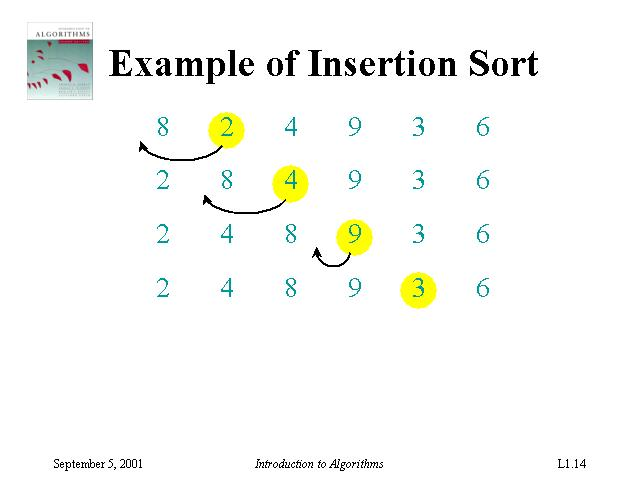 ALGORITHMS
Example of Insertion Sort
8 2 4 9 3 6
2 8 4 9 3 6
2 4 8 9 3 6
2 4 8 9 3 6
September 5, 2001 Introduction to Algorithms L1.14